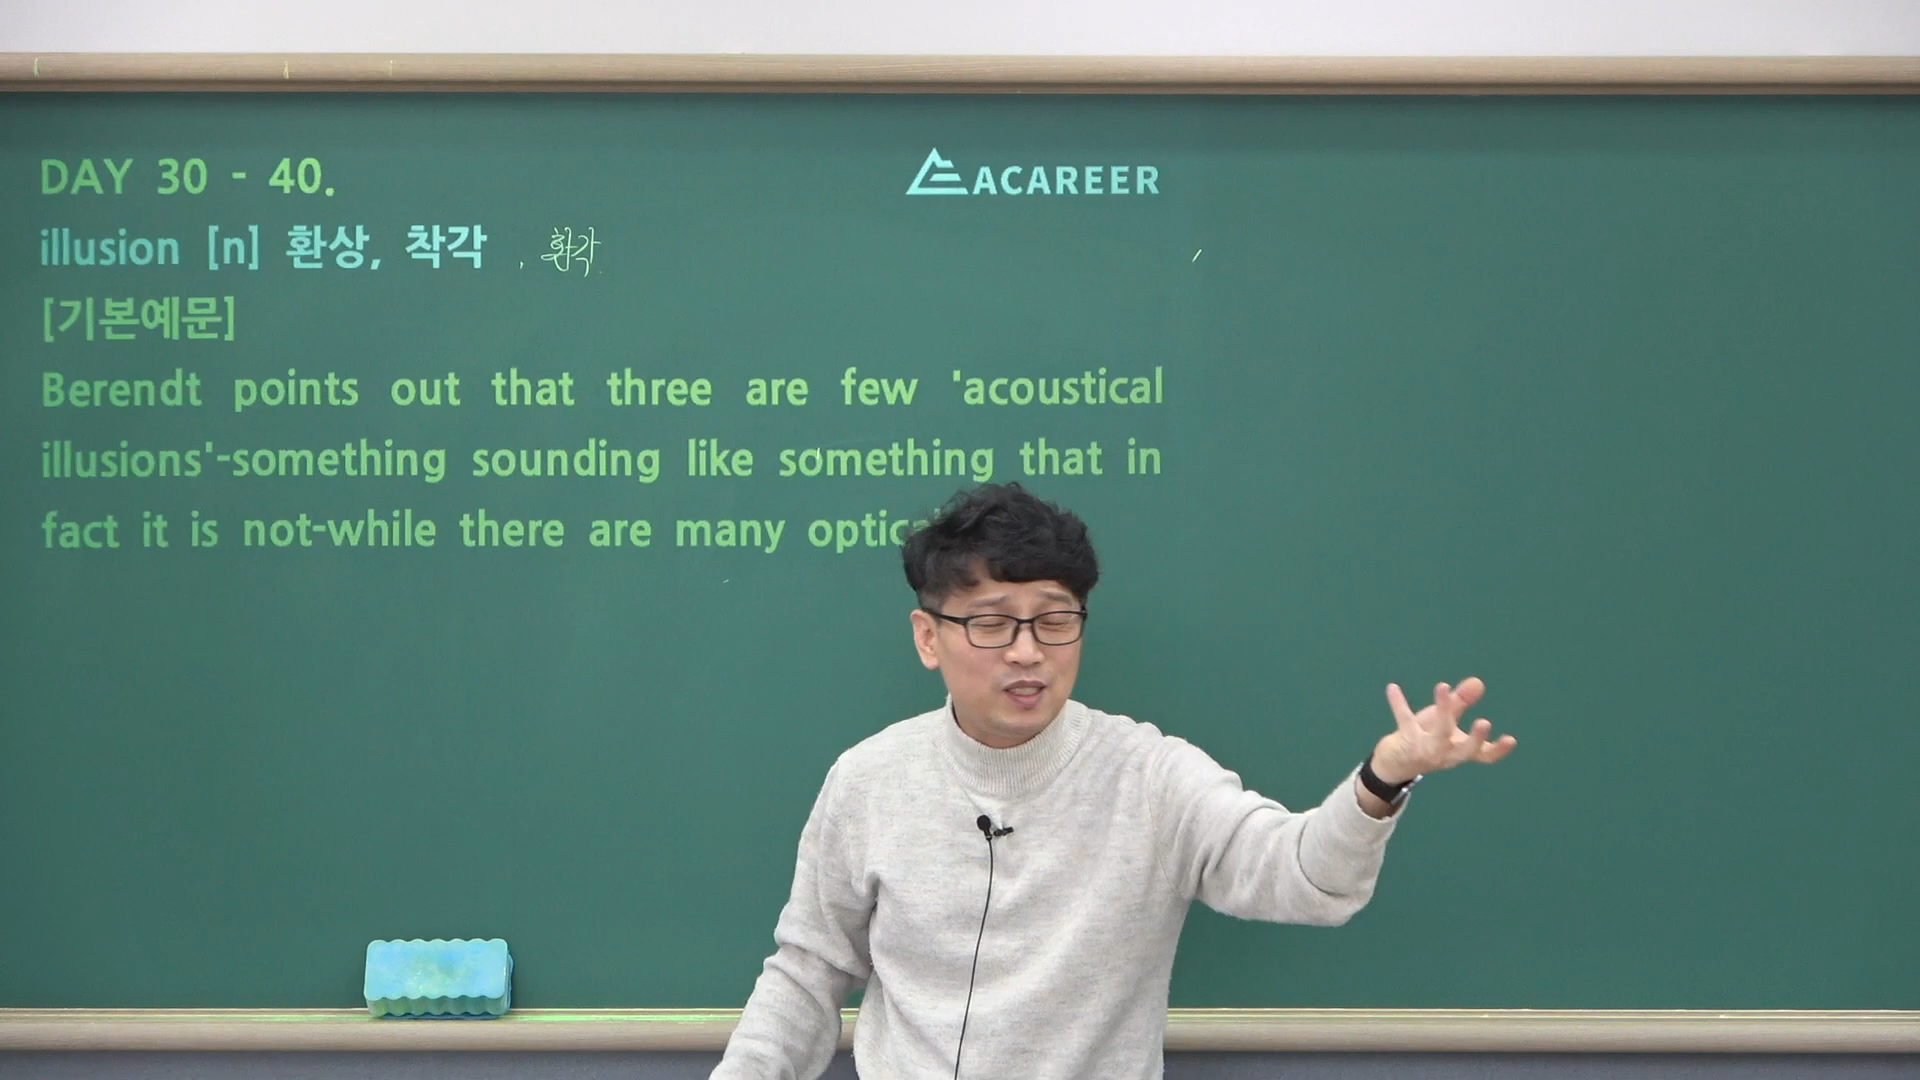 DAY 30 - 40.
ACAREER
illusion [n] 환상, 착각 , 환각
[기본예문]
Berendt points out that three are few 'acoustical
illusions'-something sounding like something that in
fact it is not-while there are many